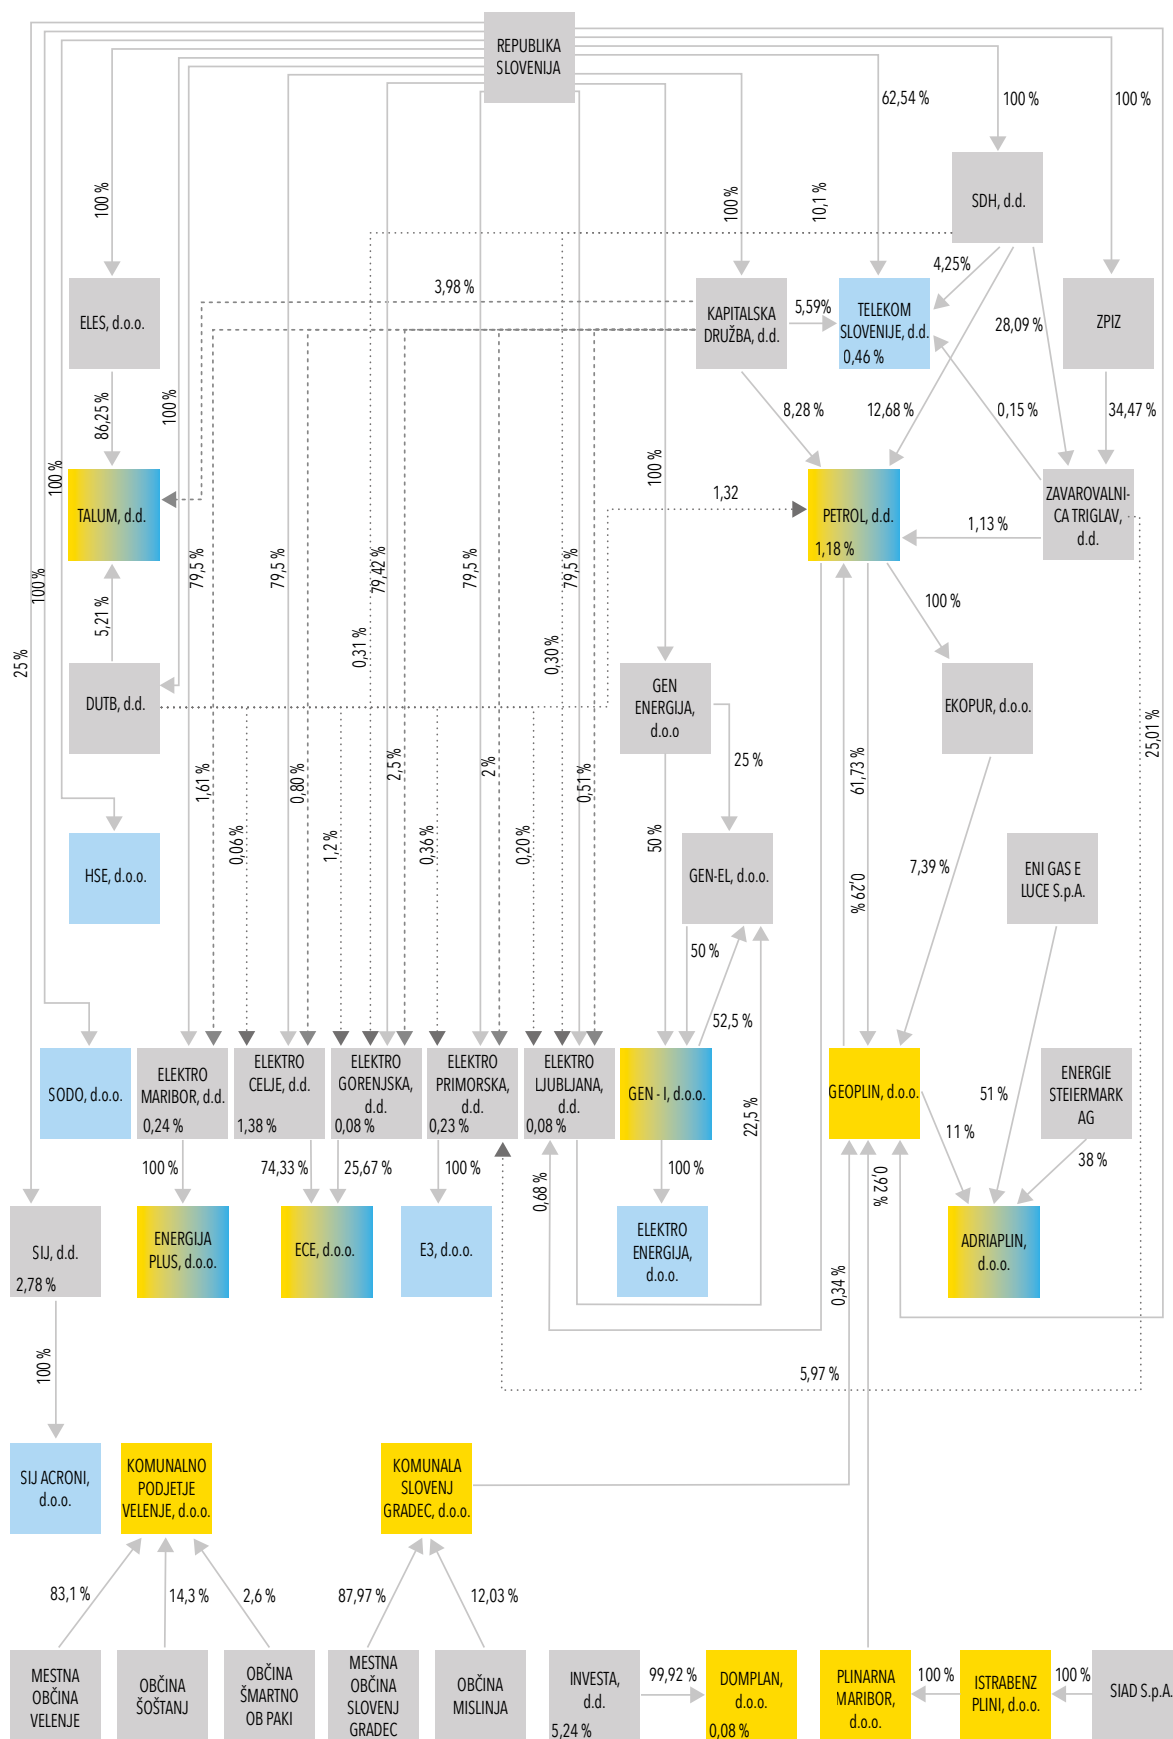 REPUBLIKA
SLOVENIJA
62,54 %
100 %
100 %
SDH, d.d.
100 %
100 %
10,1 %
4,25%
3,98 %
ELES, d.o.o.
KAPITALSKA
DRUŽBA, d.d.
5,59%
TELEKOM
SLOVENIJE, d.d.
0,46 %
28,09 %
ZPIZ
86,25 %
100 %
8,28 %
12,68 %
0,15 %
34,47 %
100 %
100 %
TALUM, d.d.
1,32
PETROL, d.d.
1,18 %
1,13 %
ZAVAROVALNI-
CA TRIGLAV,
d.d.
100 %
79,5 %
79,5 %
79,42 %
79,5 %
79,5 %
5,21 %
25 %
0,31 %
0,30 %
100 %
DUTB, d.d.
GEN
ENERGIJA,
d.o.o
EKOPUR, d.o.o.
25,01 %
1,61 %
0,80 %
2,5 %
2 %
0,51 %
25 %
61,73 %
0,06 %
1,2 %
0,36 %
0,20 %
50 %
HSE, d.o.o.
GEN-EL, d.o.o.
0,29 %
7,39 %
ENI GAS E
LUCE S.p.A.
50 %
52,5 %
SODO, d.o.o.
ELEKTRO
MARIBOR, d.d.
0,24 %
ELEKTRO
CELJE, d.d.
1,38 %
ELEKTRO
GORENJSKA,
d.d.
0,08 %
ELEKTRO
PRIMORSKA,
d.d.
0,23 %
ELEKTRO
LJUBLJANA,
d.d.
0,08 %
GEN - I, d.o.o.
22,5 %
GEOPLIN, d.o.o.
51 %
ENERGIE
STEIERMARK
AG
11 %
38 %
100 %
74,33 %
25,67 %
100 %
0,68 %
100 %
0,92 %
SIJ, d.d.
2,78 %
ENERGIJA
PLUS, d.o.o.
ECE, d.o.o.
E3, d.o.o.
ELEKTRO
ENERGIJA,
d.o.o.
0,34 %
ADRIAPLIN,
d.o.o.
100 %
5,97 %
SIJ ACRONI,
d.o.o.
KOMUNALNO
PODJETJE
VELENJE, d.o.o.
KOMUNALA
SLOVENJ
GRADEC, d.o.o.
83,1 %
14,3 %
2,6 %
87,97 %
12,03 %
MESTNA
OBČINA
VELENJE
OBČINA
ŠOŠTANJ
OBČINA
ŠMARTNO
OB PAKI
MESTNA
OBČINA
SLOVENJ
GRADEC
OBČINA
MISLINJA
INVESTA,
d.d.
5,24 %
99,92 %
DOMPLAN,
d.o.o.
0,08 %
PLINARNA
MARIBOR,
d.o.o.
100 %
ISTRABENZ
PLINI, d.o.o.
100 %
SIAD S.p.A.